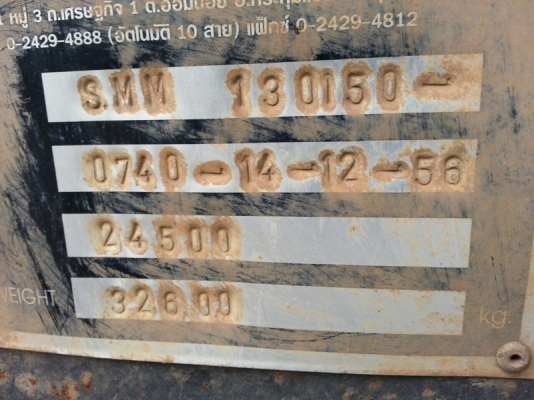 1 หมู่ 3 ถ.เศรษฐกิจ 1 ต.อ้อมน้อย
0-2429-4888 (อัตโนมัติ 10 สาย) แฟ็กซ์ 0-2429-4812
S.MM 130150-
0740-14-12-56
24500
WEIGHT 32600 kg.